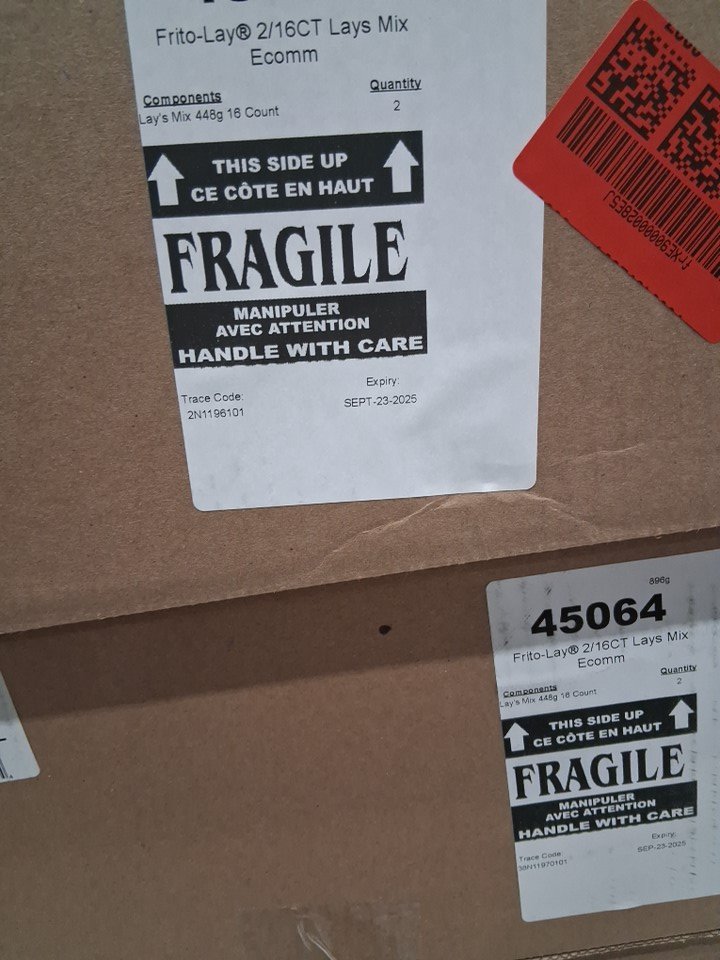 Frito-Lay® 2/16CT Lays Mix
Ecomm
Components Quantity
Lay's Mix 448g 16 Count 2
THIS SIDE UP
CE CÔTE EN HAUT
FRAGILE
MANIPULER
AVEC ATTENTION
HANDLE WITH CARE
Trace Code: Expiry:
2N1196101 SEPT-23-2025
896g
45064
Frito-Lay® 2/16CT Lays Mix
Ecomm
Components Quantity
Lay's Mix 448g 16 Count 2
THIS SIDE UP
CE CÔTE EN HAUT
FRAGILE
MANIPULER
AVEC ATTENTION
HANDLE WITH CARE
Trace Code: Expiry:
38N11970101 SEP-23-2025